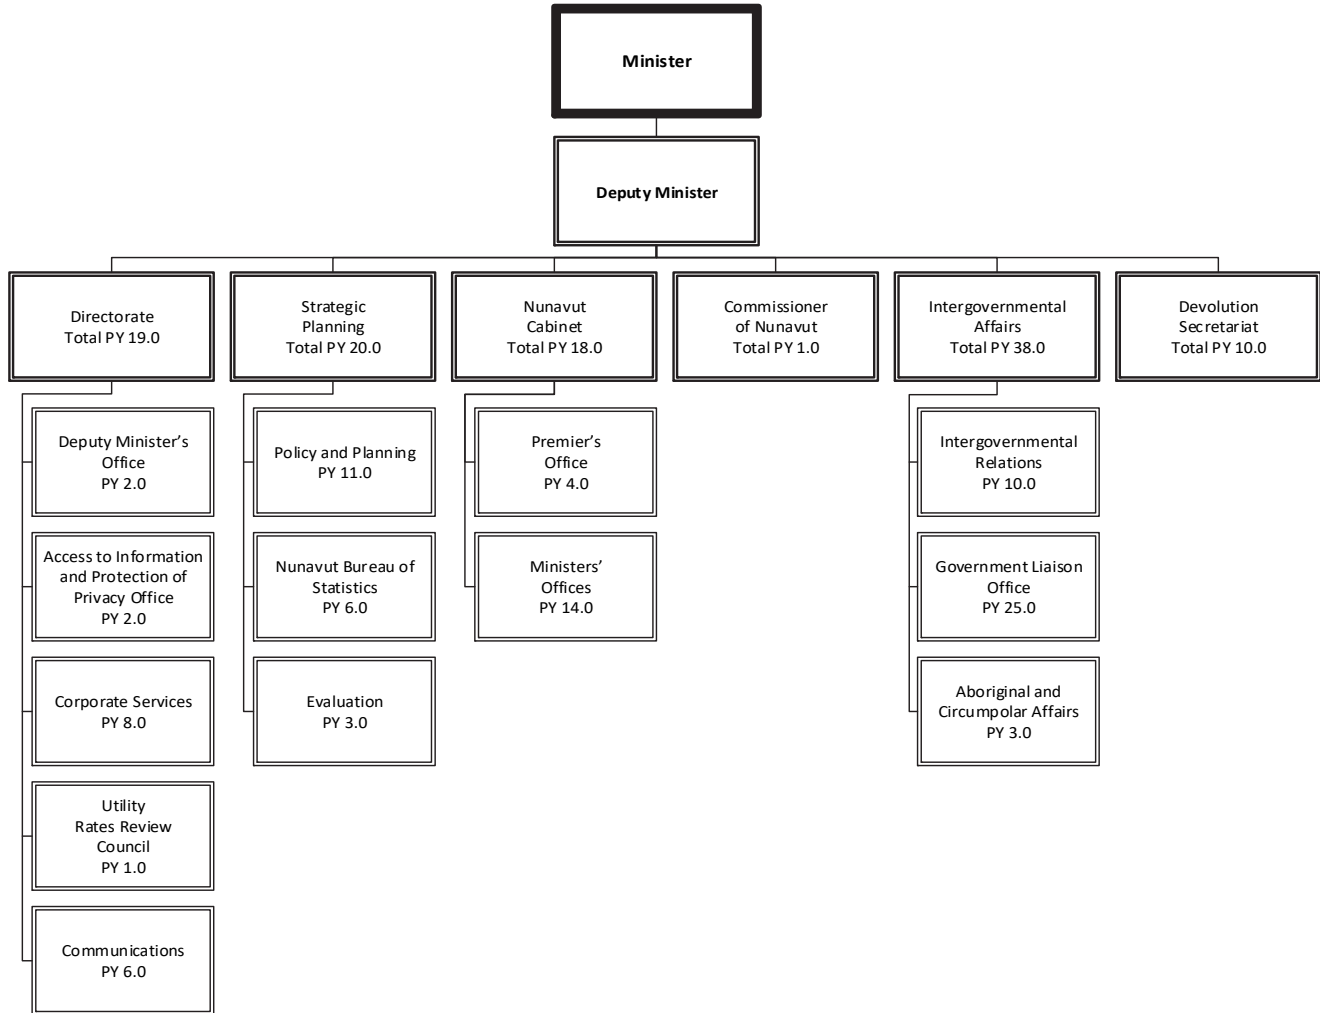 Minister
Deputy Minister
Directorate
Total PY 19.0
Strategic
Planning
Total PY 20.0
Nunavut
Cabinet
Total PY 18.0
Commissioner
of Nunavut
Total PY 1.0
Intergovernmental
Affairs
Total PY 38.0
Devolution
Secretariat
Total PY 10.0
Deputy Minister's
Office
PY 2.0
Access to Information
and Protection of
Privacy Office
PY 2.0
Corporate Services
PY 8.0
Utility
Rates Review
Council
PY 1.0
Communications
PY 6.0
Policy and Planning
PY 11.0
Nunavut Bureau of
Statistics
PY 6.0
Evaluation
PY 3.0
Premier's
Office
PY 4.0
Ministers'
Offices
PY 14.0
Intergovernmental
Relations
PY 10.0
Government Liaison
Office
PY 25.0
Aboriginal and
Circumpolar Affairs
PY 3.0